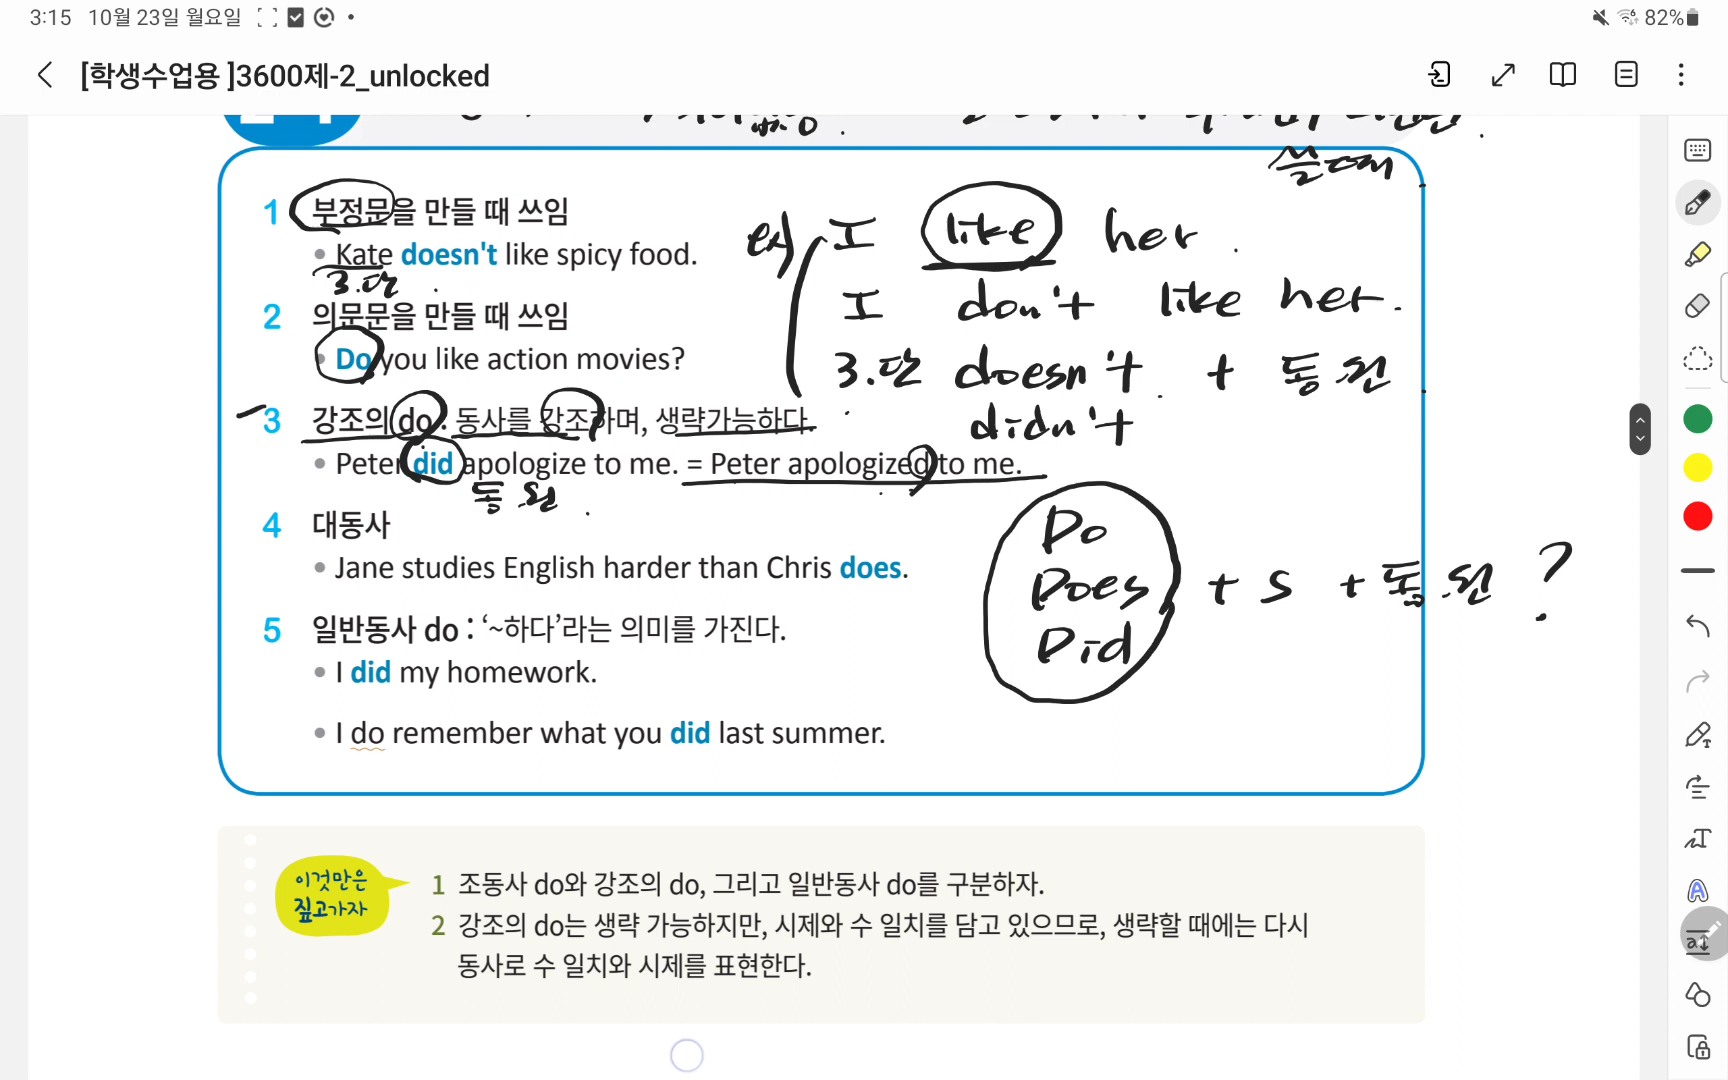 3:15 10월 23일 월요일
82%
[학생수업용 ]3600제-2_unlocked
1 부정문을 만들 때 쓰임
• Kate doesn't like spicy food.
3.단
2 의문문을 만들 때 쓰임
• Do you like action movies?
3 강조의 do : 동사를 강조하며, 생략가능하다.
• Peter did apologize to me. = Peter apologized to me.
동.원
4 대동사
• Jane studies English harder than Chris does.
5 일반동사 do : ‘~하다’라는 의미를 가진다.
• I did my homework.
• I do remember what you did last summer.
예) I like her.
I don't like her.
3.단 doesn't + 동.원
didn't
Do
Does + S + 동.원 ?
Did
이것만은
짚고가자
1 조동사 do와 강조의 do, 그리고 일반동사 do를 구분하자.
2 강조의 do는 생략 가능하지만, 시제와 수 일치를 담고 있으므로, 생략할 때에는 다시
동사로 수 일치와 시제를 표현한다.